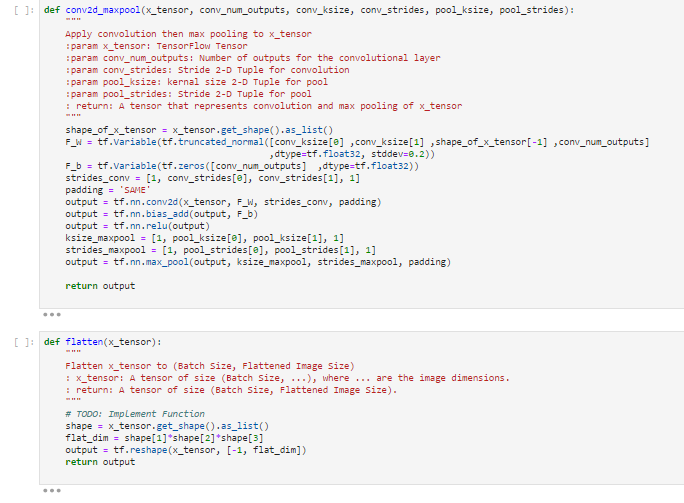 [ ]: def conv2d_maxpool(x_tensor, conv_num_outputs, conv_ksize, conv_strides, pool_ksize, pool_strides):
"""
Apply convolution then max pooling to x_tensor
:param x_tensor: TensorFlow Tensor
:param conv_num_outputs: Number of outputs for the convolutional layer
:param conv_strides: Stride 2-D Tuple for convolution
:param pool_ksize: kernal size 2-D Tuple for pool
:param pool_strides: Stride 2-D Tuple for pool
: return: A tensor that represents convolution and max pooling of x_tensor
"""
shape_of_x_tensor = x_tensor.get_shape().as_list()
F_W = tf.Variable(tf.truncated_normal([conv_ksize[0] ,conv_ksize[1] ,shape_of_x_tensor[-1] ,conv_num_outputs]
,dtype=tf.float32, stddev=0.2))
F_b = tf.Variable(tf.zeros([conv_num_outputs] ,dtype=tf.float32))
strides_conv = [1, conv_strides[0], conv_strides[1], 1]
padding = 'SAME'
output = tf.nn.conv2d(x_tensor, F_W, strides_conv, padding)
output = tf.nn.bias_add(output, F_b)
output = tf.nn.relu(output)
ksize_maxpool = [1, pool_ksize[0], pool_ksize[1], 1]
strides_maxpool = [1, pool_strides[0], pool_strides[1], 1]
output = tf.nn.max_pool(output, ksize_maxpool, strides_maxpool, padding)
return output
[ ]: def flatten(x_tensor):
"""
Flatten x_tensor to (Batch Size, Flattened Image Size)
: x_tensor: A tensor of size (Batch Size, ...), where ... are the image dimensions.
: return: A tensor of size (Batch Size, Flattened Image Size).
"""
# TODO: Implement Function
shape = x_tensor.get_shape().as_list()
flat_dim = shape[1]*shape[2]*shape[3]
output = tf.reshape(x_tensor, [-1, flat_dim])
return output